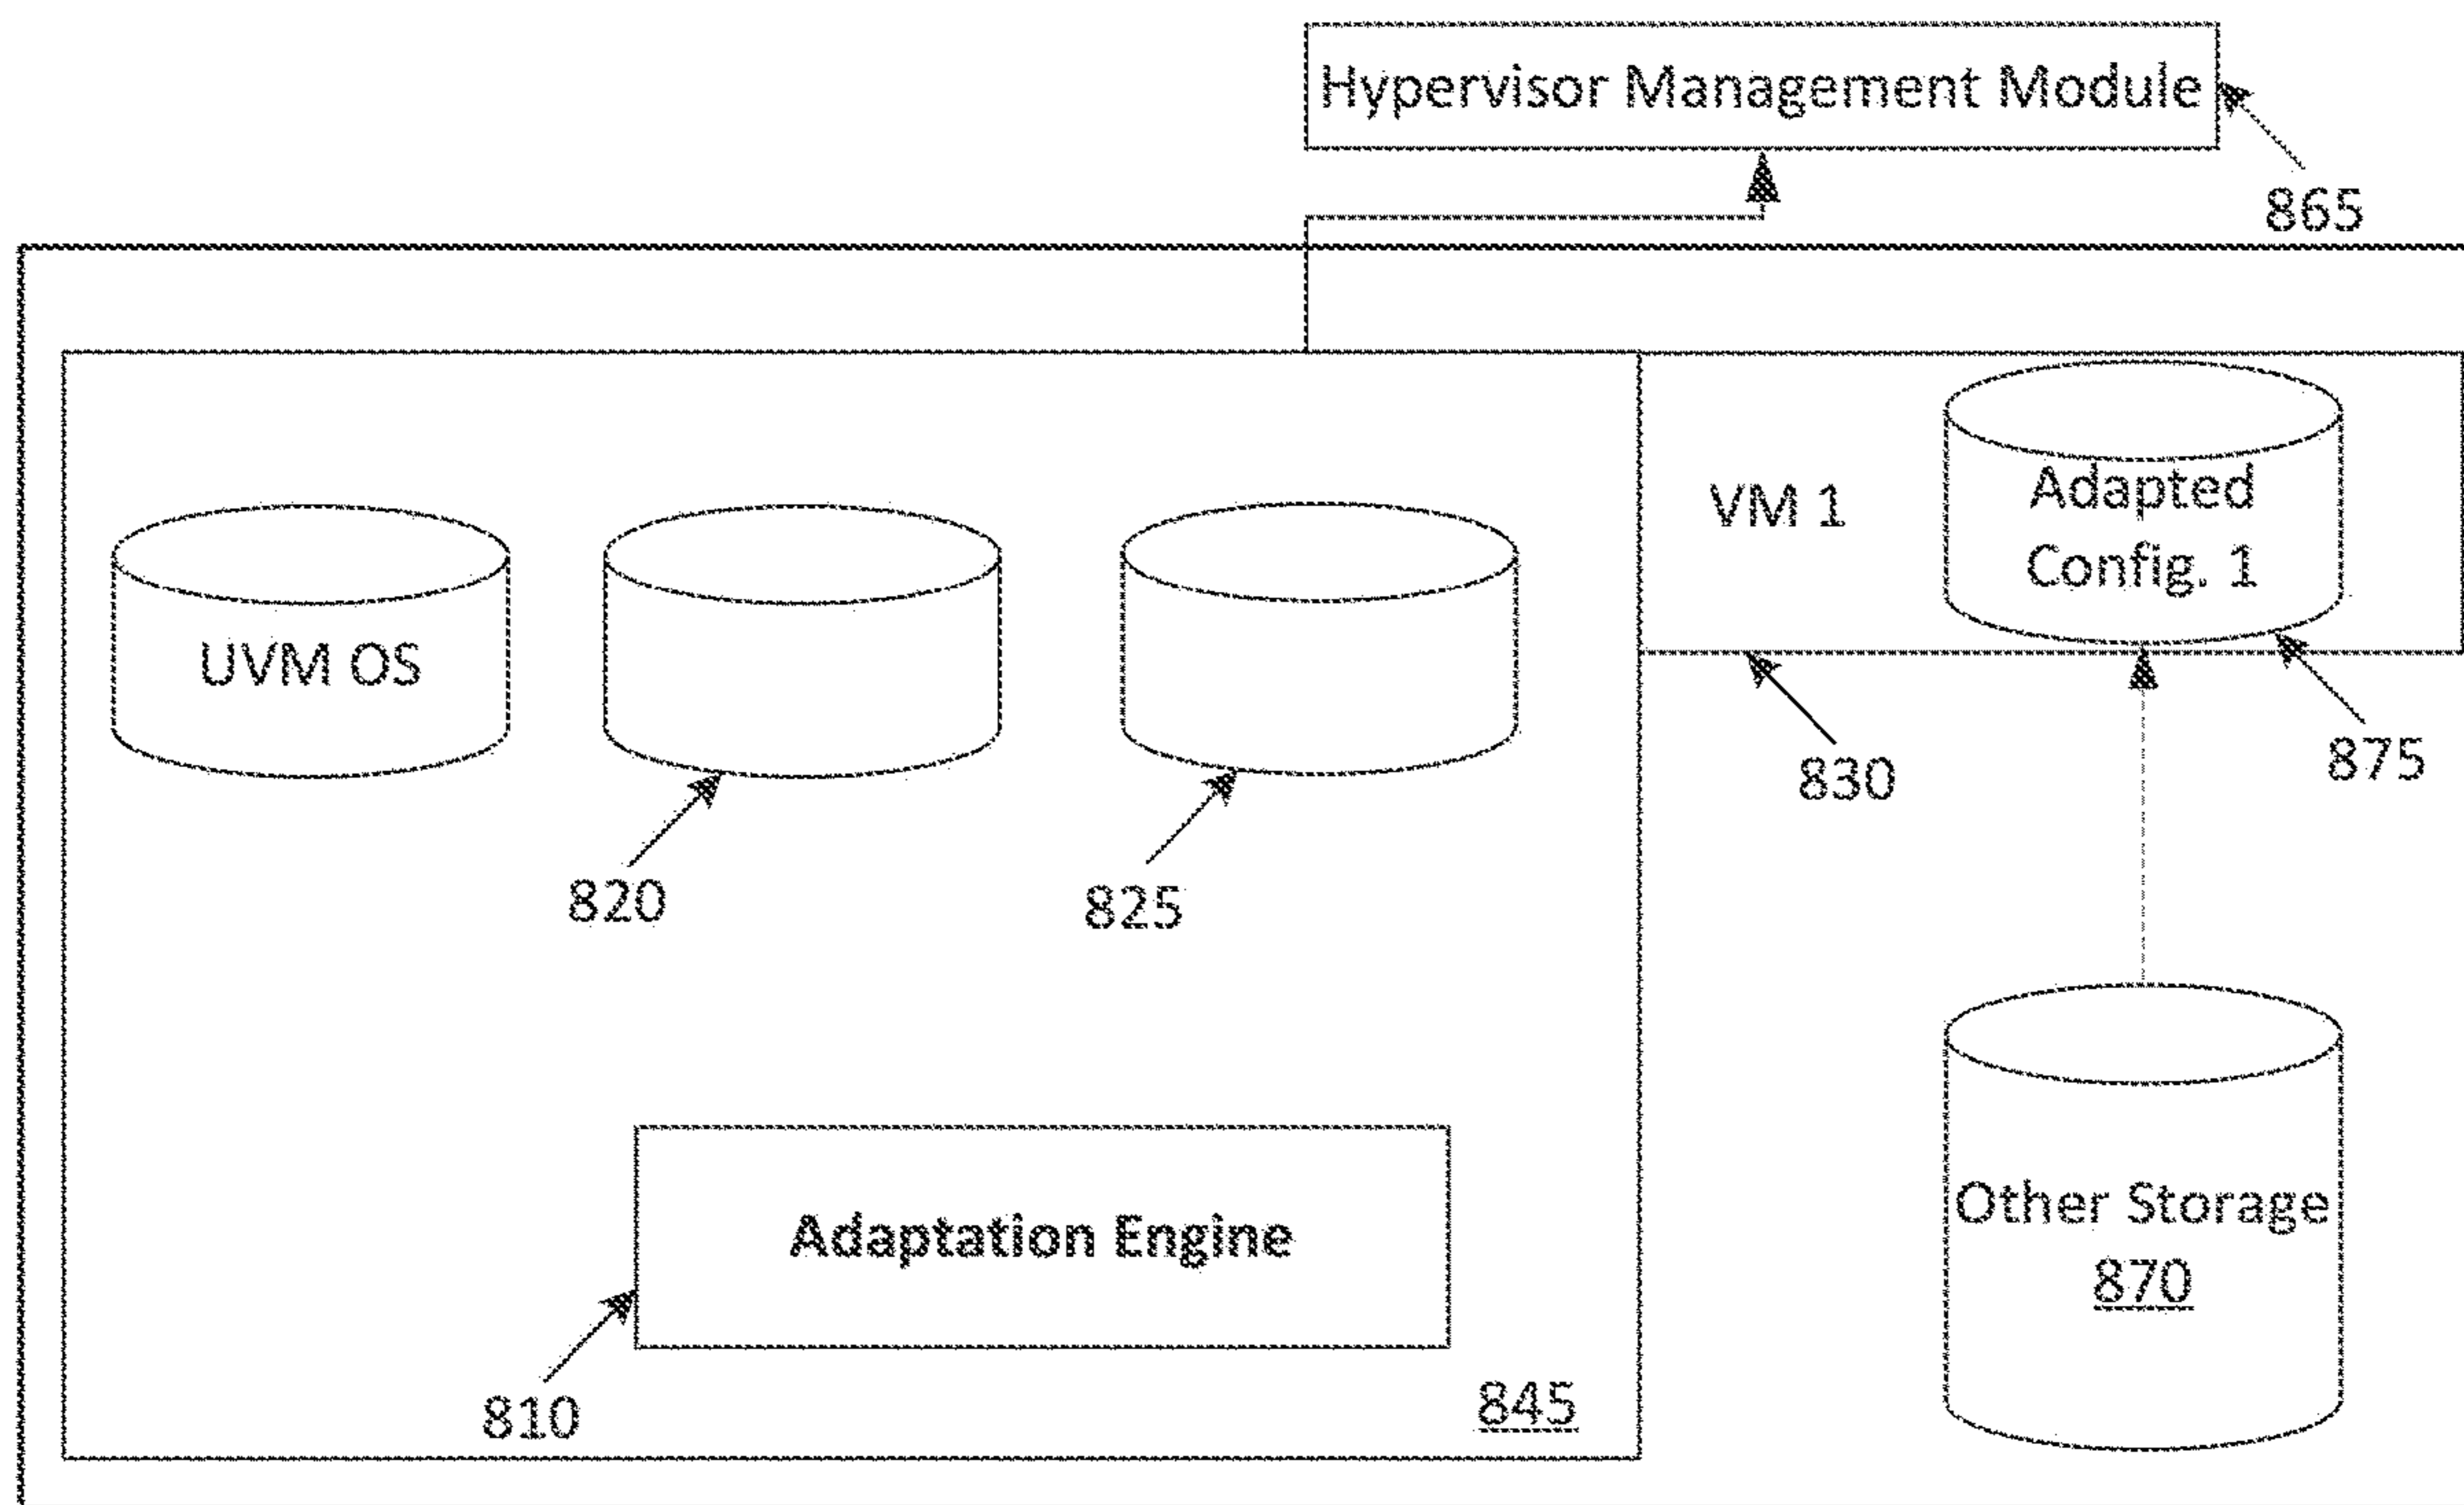 Hypervisor Management Module
865
VM 1
Adapted
Config. 1
UVM OS
830
875
820
825
Other Storage
870
Adaptation Engine
810
845